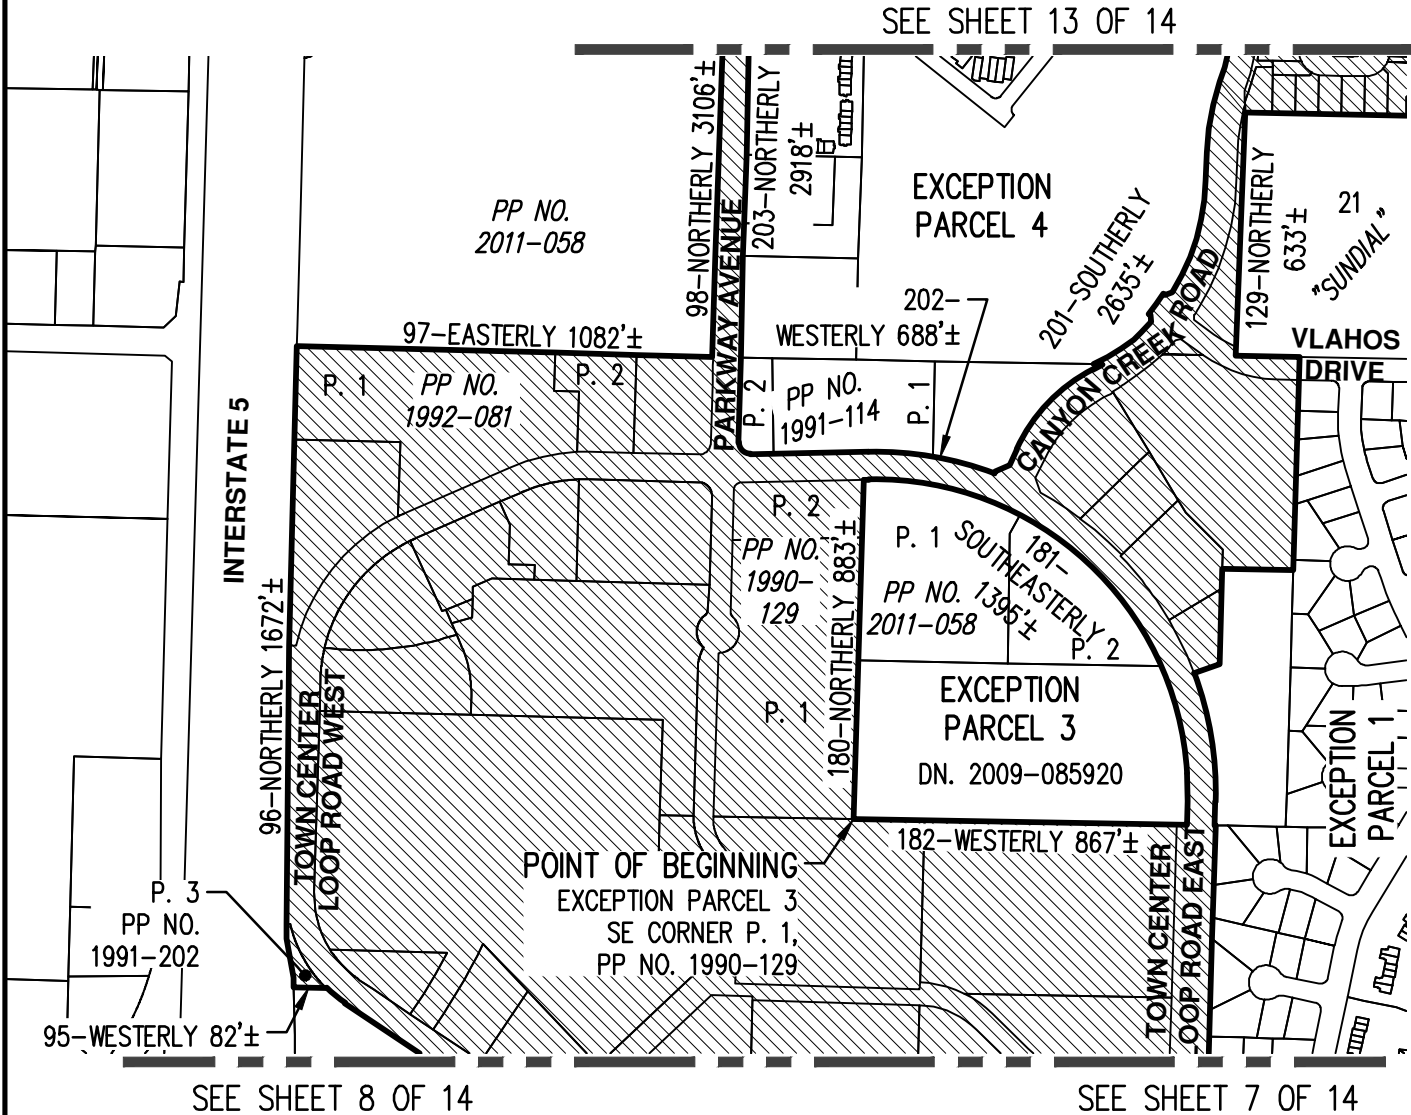 SEE SHEET 13 OF 14
98-NORTHERLY 3106'±
203-NORTHERLY
2918'±
PARKWAY AVENUE
EXCEPTION
PARCEL 4
201-SOUTHERLY
2635'±
CANYON CREEK ROAD
129-NORTHERLY
633'±
21
"SUNDIAL"
PP NO.
2011-058
202-
WESTERLY 688'±
VLAHOS
DRIVE
97-EASTERLY 1082'±
P. 1
PP NO.
1992-081
P. 2
P. 2
PP NO.
1991-114
P. 1
INTERSTATE 5
96-NORTHERLY 1672'±
P. 2
PP NO.
1990-
129
P. 1
180-NORTHERLY 883'±
P. 1
PP NO.
2011-058
181-
SOUTHEASTERLY
1395'±
P. 2
EXCEPTION
PARCEL 3
DN. 2009-085920
EXCEPTION
PARCEL 1
TOWN CENTER
LOOP ROAD WEST
182-WESTERLY 867'±
POINT OF BEGINNING
EXCEPTION PARCEL 3
SE CORNER P. 1,
PP NO. 1990-129
TOWN CENTER
LOOP ROAD EAST
P. 3
PP NO.
1991-202
95-WESTERLY 82'±
SEE SHEET 8 OF 14
SEE SHEET 7 OF 14